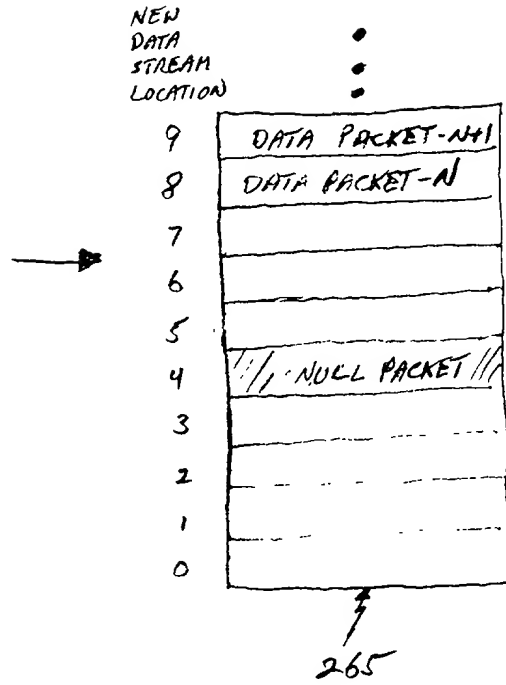 NEW
DATA
STREAM
LOCATION
9 DATA PACKET-N+1
8 DATA PACKET-N
7
6
5
4 NULL PACKET
3
2
1
0
265